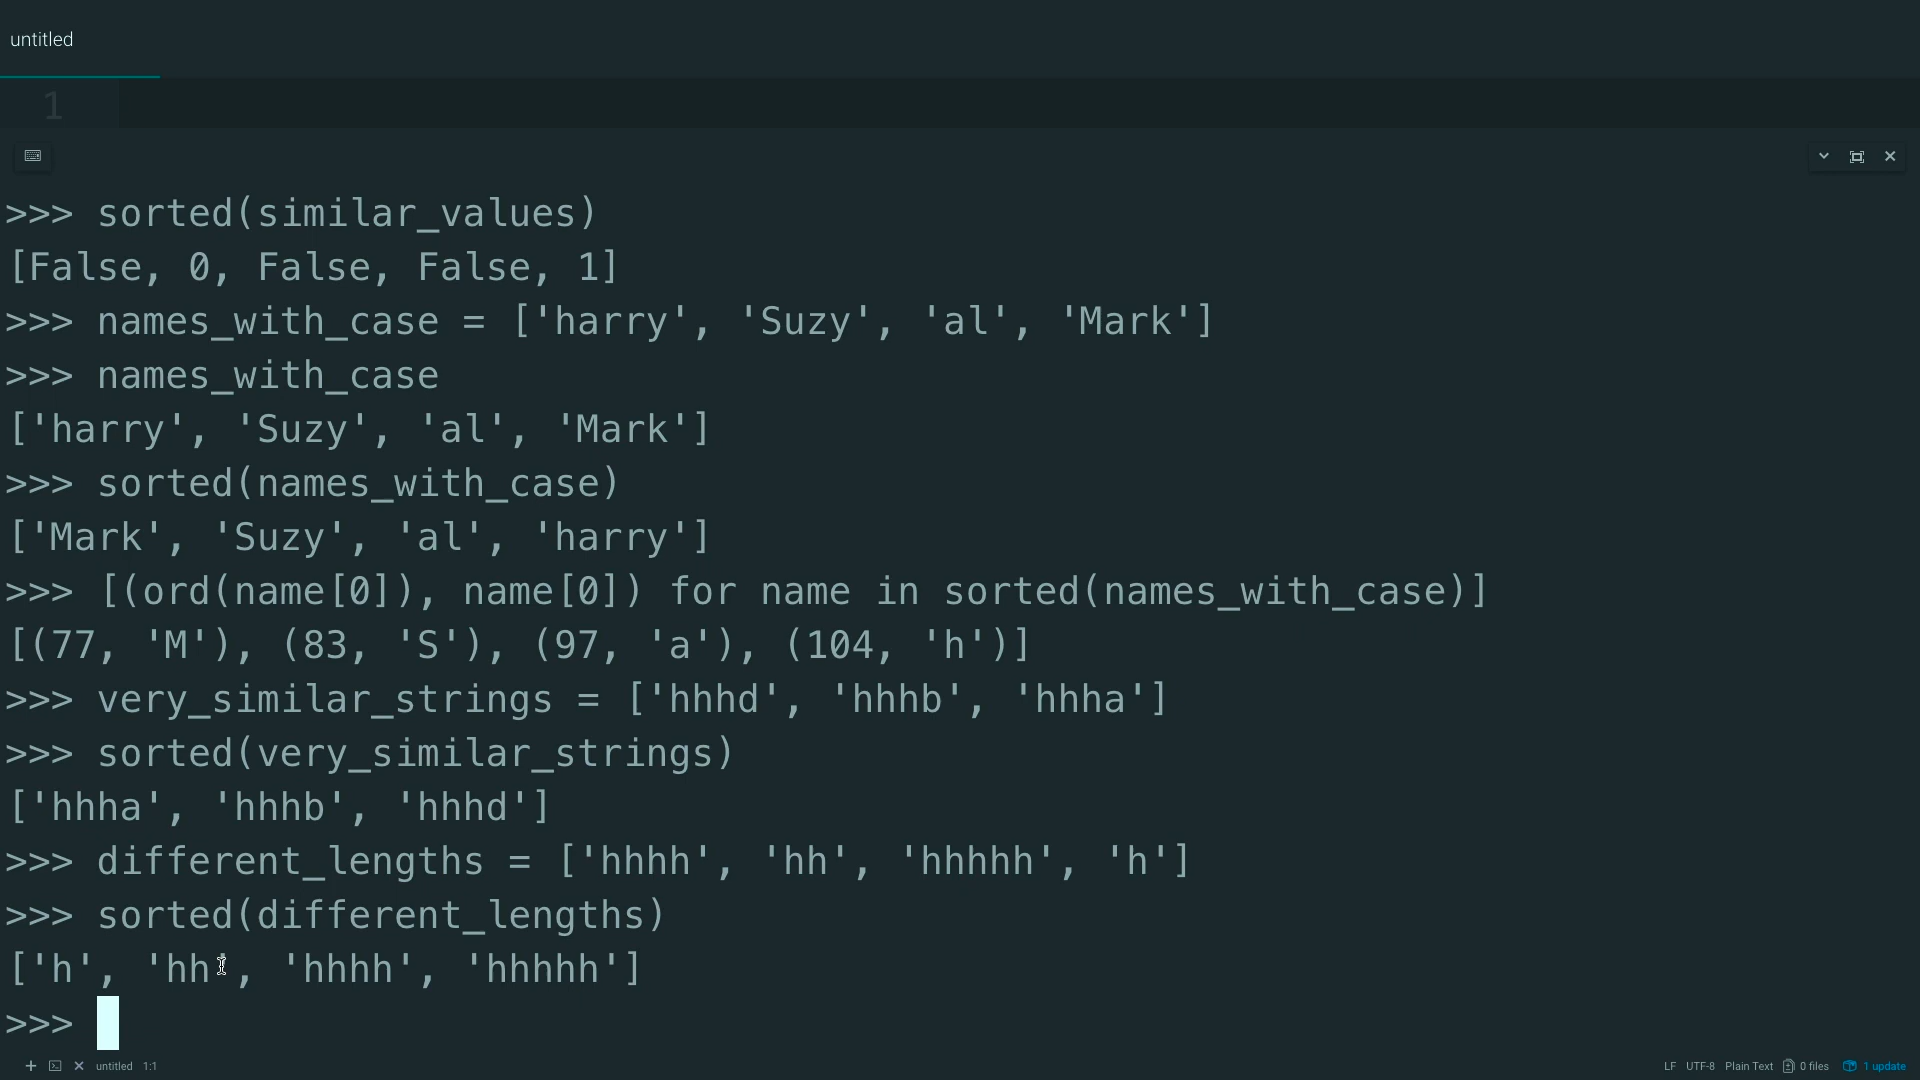 untitled
1
>>> sorted(similar_values)
[False, 0, False, False, 1]
>>> names_with_case = ['harry', 'Suzy', 'al', 'Mark']
>>> names_with_case
['harry', 'Suzy', 'al', 'Mark']
>>> sorted(names_with_case)
['Mark', 'Suzy', 'al', 'harry']
>>> [(ord(name[0]), name[0]) for name in sorted(names_with_case)]
[(77, 'M'), (83, 'S'), (97, 'a'), (104, 'h')]
>>> very_similar_strings = ['hhhd', 'hhhb', 'hhha']
>>> sorted(very_similar_strings)
['hhha', 'hhhb', 'hhhd']
>>> different_lengths = ['hhhh', 'hh', 'hhhhh', 'h']
>>> sorted(different_lengths)
['h', 'hh', 'hhhh', 'hhhhh']
>>>
untitled 1:1 LF UTF-8 Plain Text 0 files 1 update